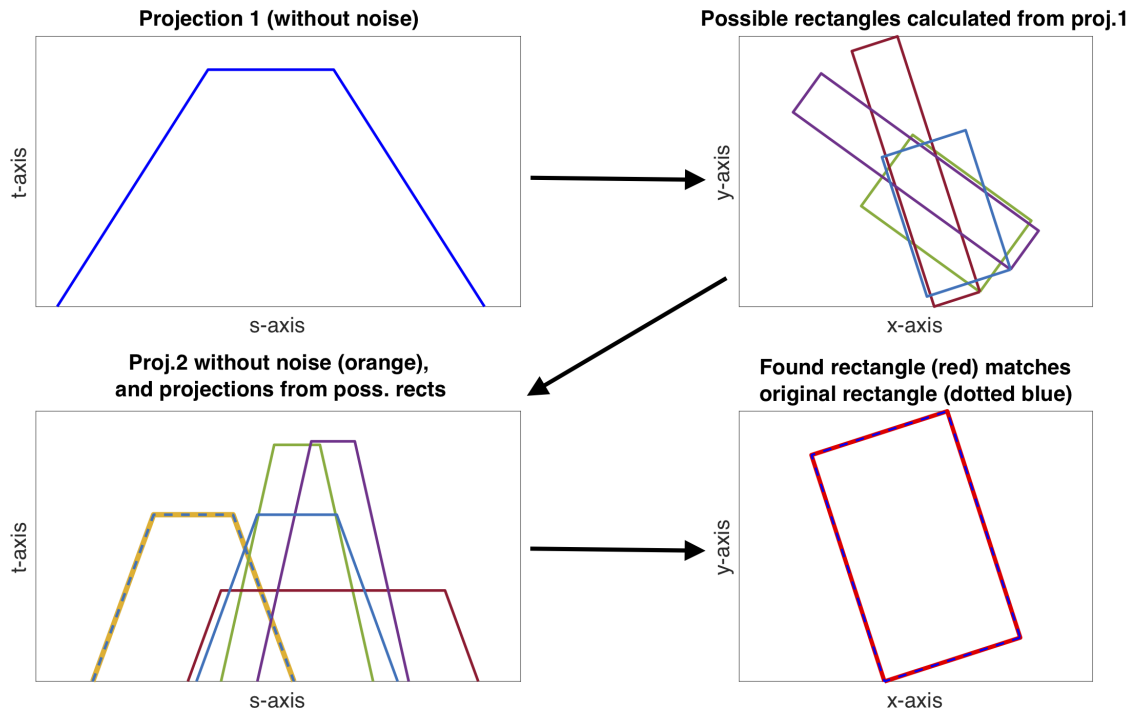 Projection 1 (without noise)
t-axis
s-axis
Possible rectangles calculated from proj.1
y-axis
x-axis
Proj.2 without noise (orange),
and projections from poss. rects
t-axis
s-axis
Found rectangle (red) matches
original rectangle (dotted blue)
y-axis
x-axis